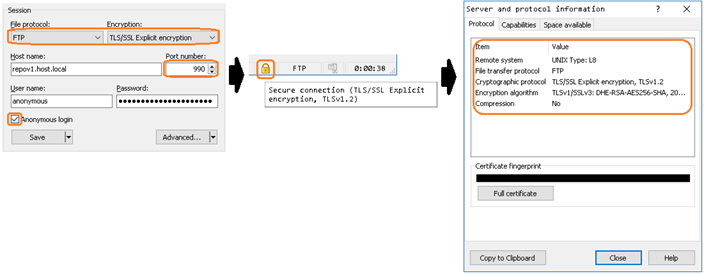 Session
File protocol: Encryption:
FTP TLS/SSL Explicit encryption
Host name: Port number:
repov1.host.local 990
User name: Password:
anonymous ••••••••••••••••••••
Anonymous login
Save Advanced...
FTP 0:00:38
Secure connection (TLS/SSL Explicit
encryption, TLSv1.2)
Server and protocol information
Protocol Capabilities Space available
Item Value
Remote system UNIX Type: L8
File transfer protocol FTP
Cryptographic protocol TLS/SSL Explicit encryption, TLSv1.2
Encryption algorithm TLSv1/SSLv3: DHE-RSA-AES256-SHA, 20...
Compression No
Certificate fingerprint
Full certificate
Copy to Clipboard Close Help